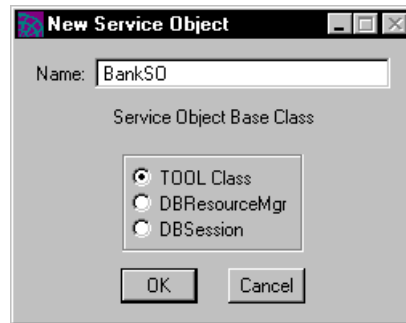 New Service Object
Name: BankSO
Service Object Base Class
TOOL Class
DBResourceMgr
DBSession
OK Cancel